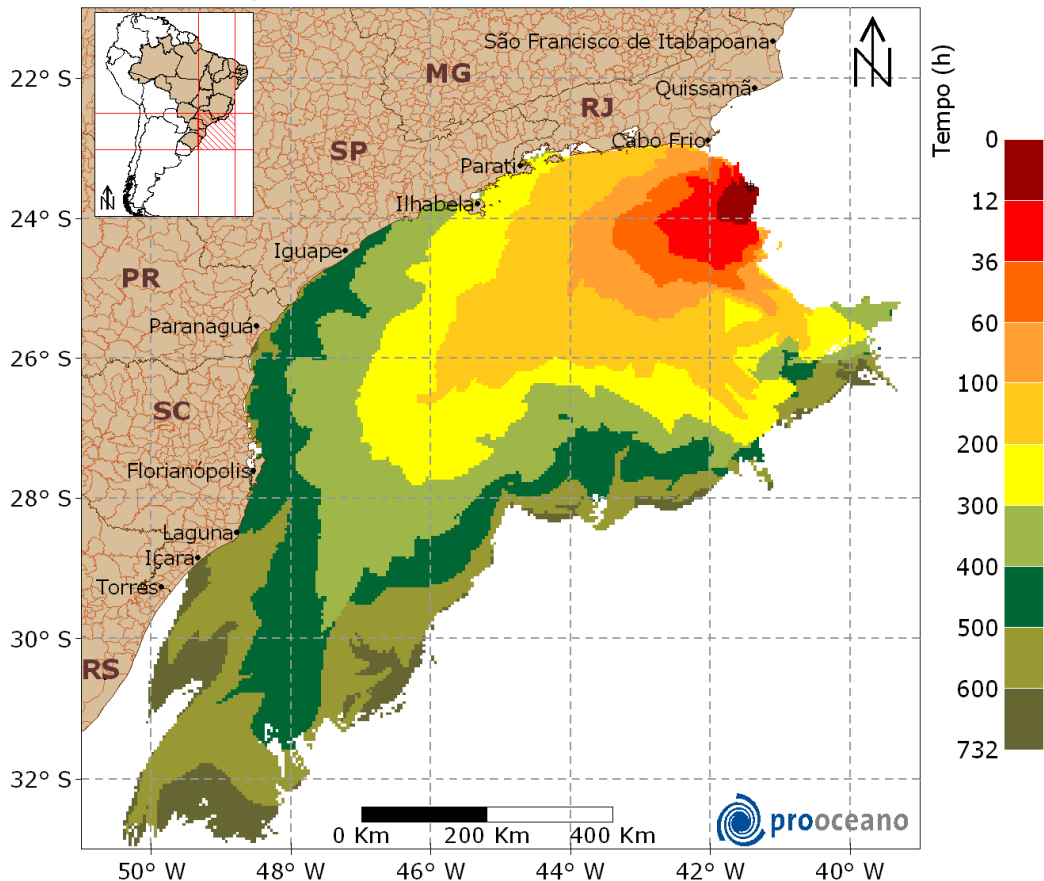 São Francisco de Itabapoana
MG
Quissamã
RJ
Cabo Frio
SP
Parati
Ilhabela
Iguape
PR
Paranaguá
SC
Florianópolis
Laguna
Içara
Torres
RS
N
N
22° S
24° S
26° S
28° S
30° S
32° S
50° W
48° W
46° W
44° W
42° W
40° W
0 Km
200 Km
400 Km
prooceano
Tempo (h)
0
12
36
60
100
200
300
400
500
600
732